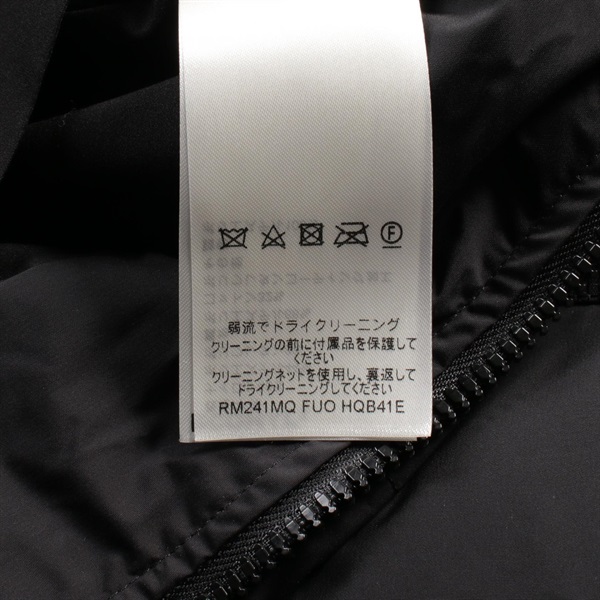 F
弱流でドライクリーニング
クリーニングの前に付属品を保護して
ください
クリーニングネットを使用し、裏返して
ドライクリーニングしてください
RM241MQ FUO HQB41E